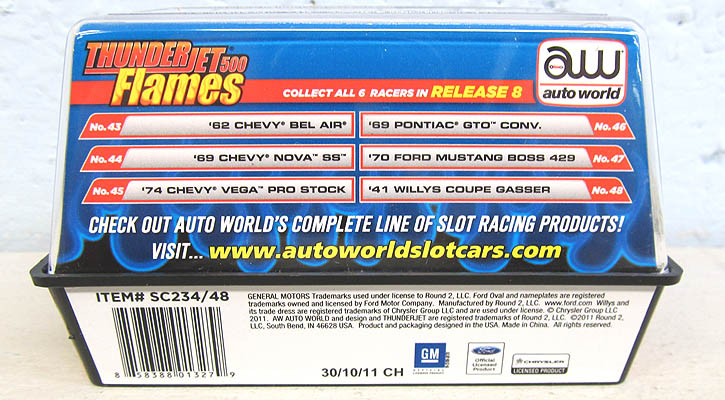 THUNDERJET 500
Flames
COLLECT ALL 6 RACERS IN RELEASE 8
aw
auto world
No.43 '62 CHEVY® BEL AIR®
'69 PONTIAC® GTO™ CONV. No.46
No.44 '69 CHEVY® NOVA™ SS™
'70 FORD MUSTANG BOSS 429 No.47
No.45 '74 CHEVY® VEGA™ PRO STOCK
'41 WILLYS COUPE GASSER No.48
CHECK OUT AUTO WORLD'S COMPLETE LINE OF SLOT RACING PRODUCTS!
VISIT... www.autoworldslotcars.com
ITEM# SC234/48
8 58388 01327 9
GENERAL MOTORS Trademarks used under license to Round 2, LLC. Ford Oval and nameplates are registered
trademarks owned and licensed by Ford Motor Company. Manufactured by Round 2, LLC. www.ford.com Willys and
its trade dress are registered trademarks of Chrysler Group LLC and are used under license. © Chrysler Group LLC
2011. AW AUTO WORLD and design and THUNDERJET are registered trademarks of Round 2, LLC. ©2011 Round 2,
LLC, South Bend, IN 46628 USA. Product and packaging designed in the USA. Made in China. All rights reserved.
30/10/11 CH
GM
Ford
Official
Licensed
Product
CHRYSLER
LICENSED PRODUCT